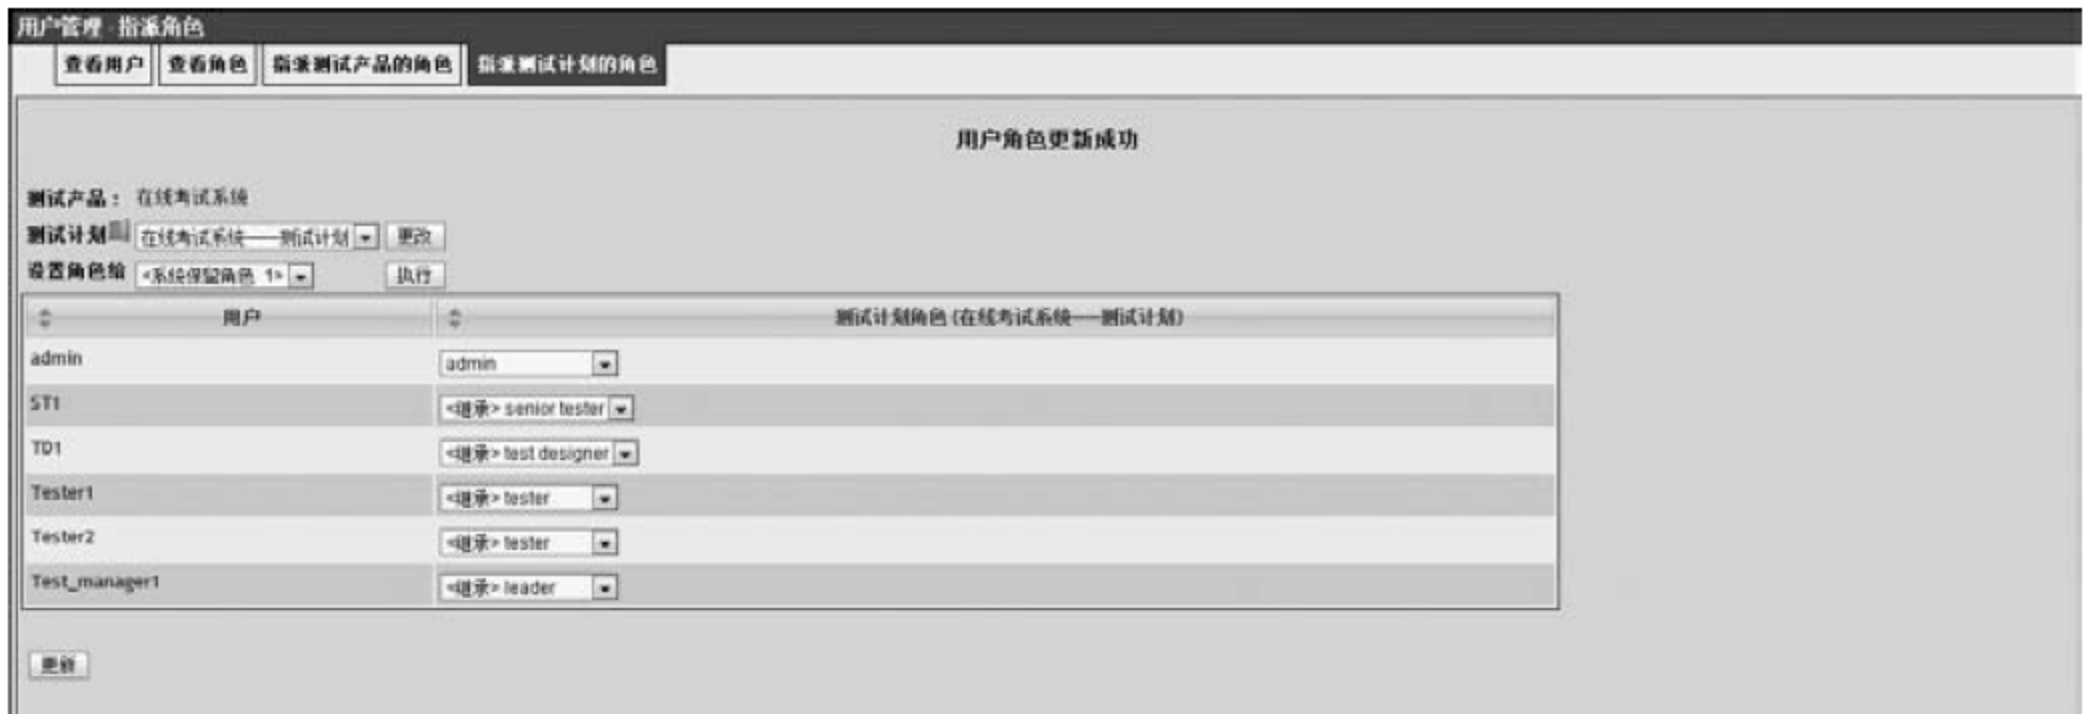 用户管理 - 指派角色
查看用户 查看角色 指派测试产品的角色 指派测试计划的角色
用户角色更新成功
测试产品： 在线考试系统
测试计划 在线考试系统——测试计划 更改
设置角色给 <系统保留角色 1> 执行
用户 测试计划角色 (在线考试系统——测试计划)
admin admin
ST1 <继承> senior tester
TD1 <继承> test designer
Tester1 <继承> tester
Tester2 <继承> tester
Test_manager1 <继承> leader
更新